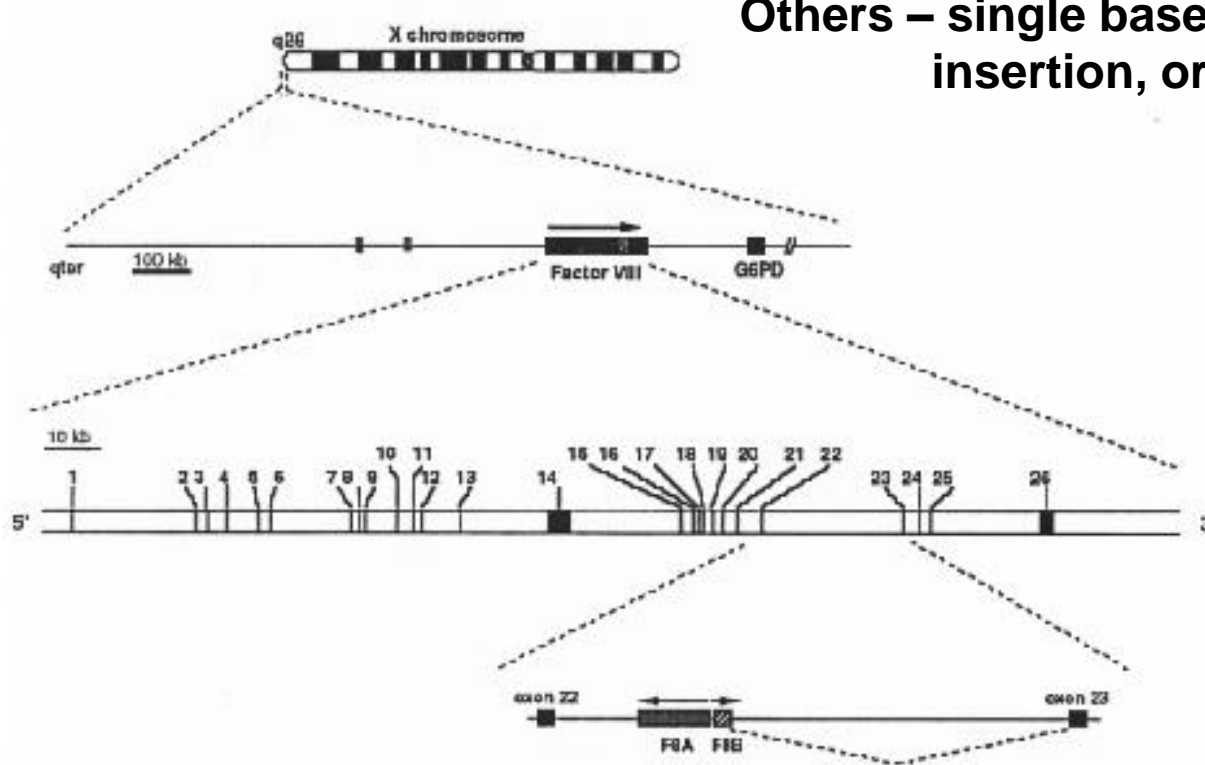 Others – single base
insertion, or
q26
X chromosome
qter
100 kb
Factor VIII
G6PD
10 kb
1 2 3 4 5 6 7 8 9 10 11 12 13 14 15 16 17 18 19 20 21 22 23 24 25 26
5'
exon 22
exon 23
F8A F8B